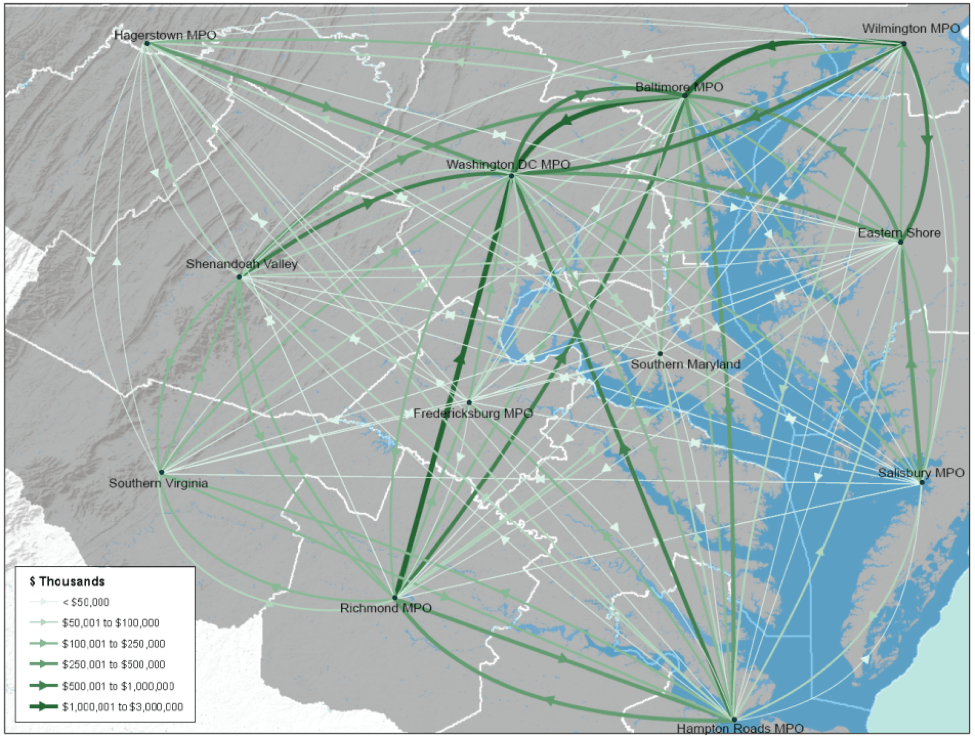 Wilmington MPO
Hagerstown MPO
Baltimore MPO
Washington DC MPO
Eastern Shore
Shenandoah Valley
Southern Maryland
Fredericksburg MPO
Salisbury MPO
Southern Virginia
$ Thousands
< $50,000
$50,001 to $100,000
$100,001 to $250,000
$250,001 to $500,000
$500,001 to $1,000,000
$1,000,001 to $3,000,000
Richmond MPO
Hampton Roads MPO